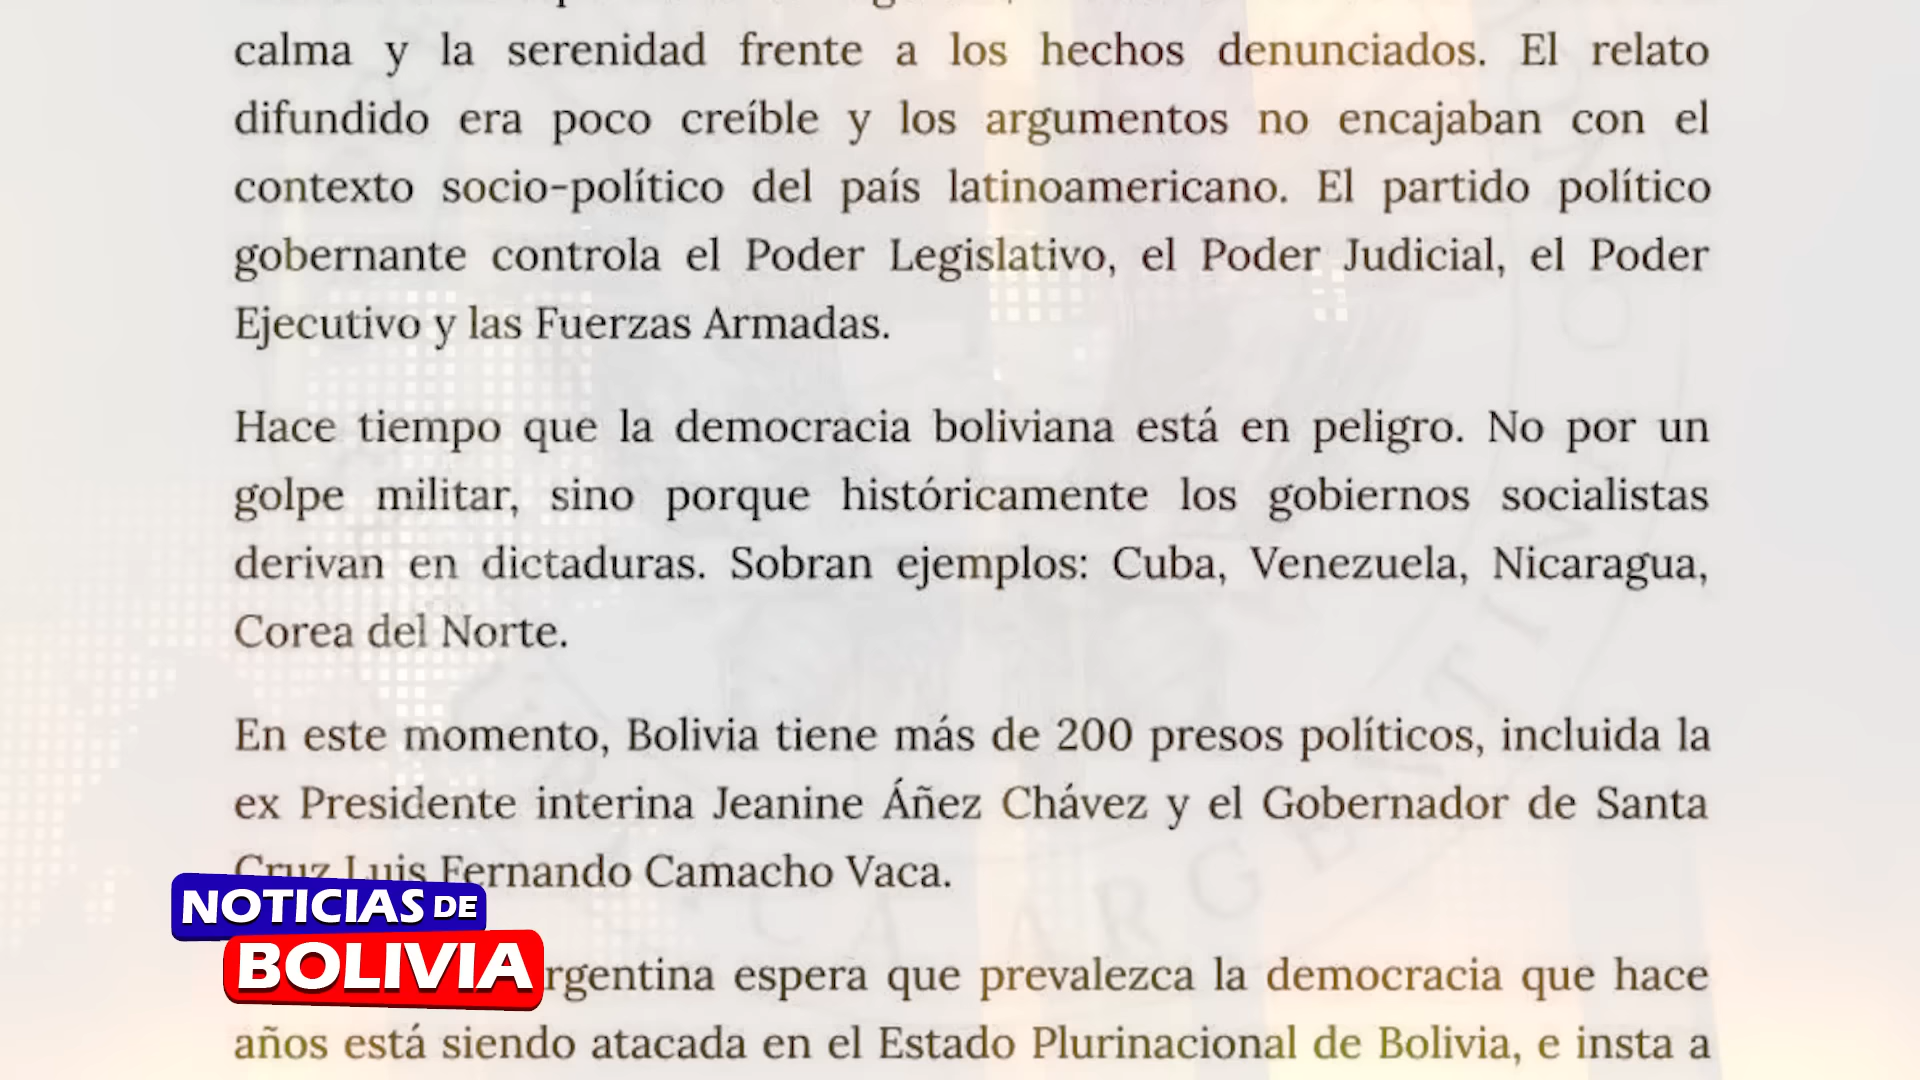 calma y la serenidad frente a los hechos denunciados. El relato
difundido era poco creíble y los argumentos no encajaban con el
contexto socio-político del país latinoamericano. El partido político
gobernante controla el Poder Legislativo, el Poder Judicial, el Poder
Ejecutivo y las Fuerzas Armadas.
Hace tiempo que la democracia boliviana está en peligro. No por un
golpe militar, sino porque históricamente los gobiernos socialistas
derivan en dictaduras. Sobran ejemplos: Cuba, Venezuela, Nicaragua,
Corea del Norte.
En este momento, Bolivia tiene más de 200 presos políticos, incluida la
ex Presidente interina Jeanine Áñez Chávez y el Gobernador de Santa
Cruz Luis Fernando Camacho Vaca.
NOTICIAS DE
BOLIVIA
rgentina espera que prevalezca la democracia que hace
años está siendo atacada en el Estado Plurinacional de Bolivia, e insta a